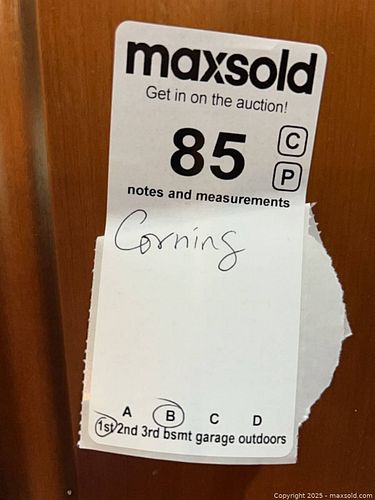 maxsold
Get in on the auction!
85
C
P
notes and measurements
Corning
A B C D
1st 2nd 3rd bsmt garage outdoors
Copyright 2025 - maxsold.com